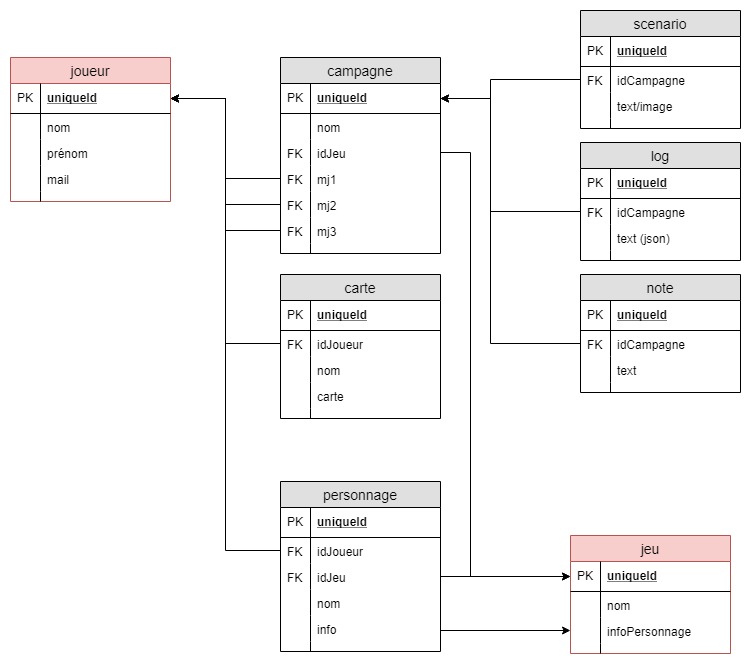 joueur
PK uniqueId
nom
prénom
mail
campagne
PK uniqueId
nom
FK idJeu
FK mj1
FK mj2
FK mj3
carte
PK uniqueId
FK idJoueur
nom
carte
personnage
PK uniqueId
FK idJoueur
FK idJeu
nom
info
scenario
PK uniqueId
FK idCampagne
text/image
log
PK uniqueId
FK idCampagne
text (json)
note
PK uniqueId
FK idCampagne
text
jeu
PK uniqueId
nom
infoPersonnage